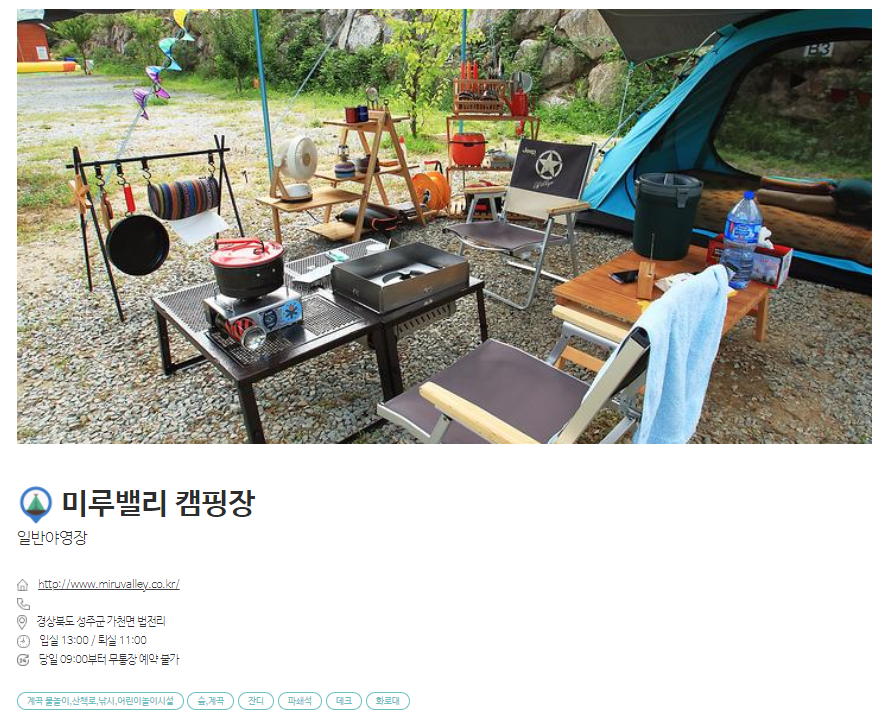 B3
Jeep
미루밸리 캠핑장
일반야영장
http://www.miruvalley.co.kr/
경상북도 성주군 가천면 법전리
입실 13:00 / 퇴실 11:00
당일 09:00부터 무통장 예약 불가
계곡 물놀이,산책로,낚시,어린이놀이시설 숲,계곡 잔디 파쇄석 데크 화로대